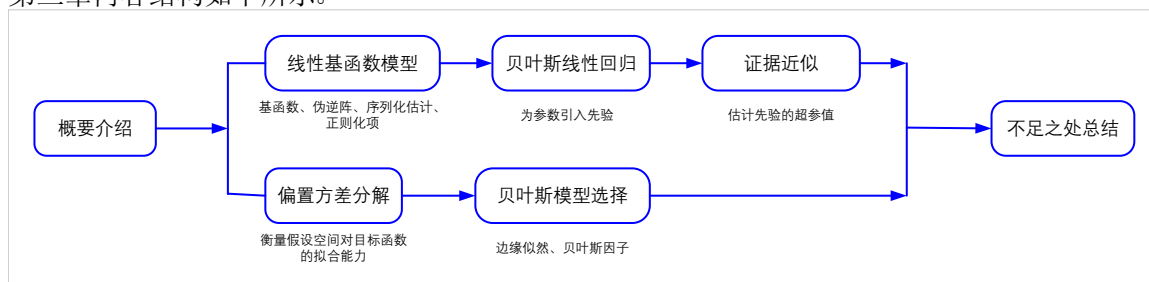 第三章内容结构如下所示。
线性基函数模型
贝叶斯线性回归
证据近似
基函数、伪逆阵、序列化估计、
正则化项
为参数引入先验
估计先验的超参值
概要介绍
不足之处总结
偏置方差分解
贝叶斯模型选择
衡量假设空间对目标函数
的拟合能力
边缘似然、贝叶斯因子